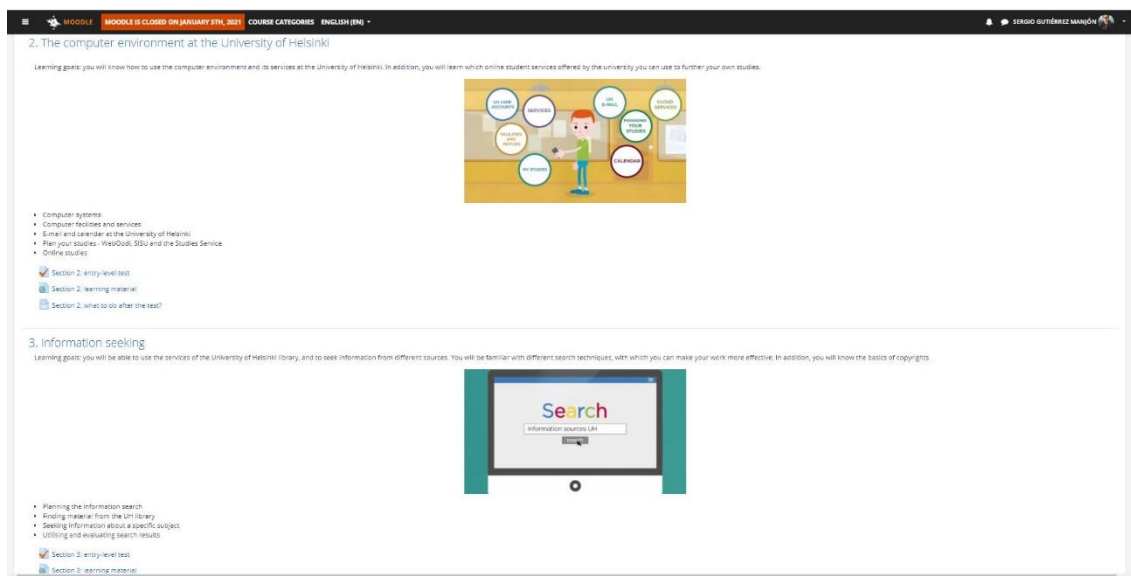 MOODLE MOODLE IS CLOSED ON JANUARY 5TH, 2021 COURSE CATEGORIES ENGLISH (EN) SERGIO GUTIÉRREZ MANJÓN
2. The computer environment at the University of Helsinki
Learning goals: you will know how to use the computer environment and its services at the University of Helsinki. In addition, you will learn which online student services offered by the university you can use to further your own studies.
UH USER ACCOUNTS
SERVICES
UH E-MAIL
CLOUD SERVICES
MANAGING YOUR STUDIES
FACILITIES AND DEVICES
CALENDAR
MY STUDIES
• Computer systems
• Computer facilities and services
• E-mail and calendar at the University of Helsinki
• Plan your studies - WebOodi, SISU and the Studies Service
• Online studies
Section 2: entry-level test
Section 2: learning material
Section 2: what to do after the test?
3. Information seeking
Learning goals: you will be able to use the services of the University of Helsinki library, and to seek information from different sources. You will be familiar with different search techniques, with which you can make your work more effective. In addition, you will know the basics of copyrights.
Search
information sources UH
search
• Planning the information search
• Finding material from the UH library
• Seeking information about a specific subject
• Utilising and evaluating search results
Section 3: entry-level test
Section 3: learning material